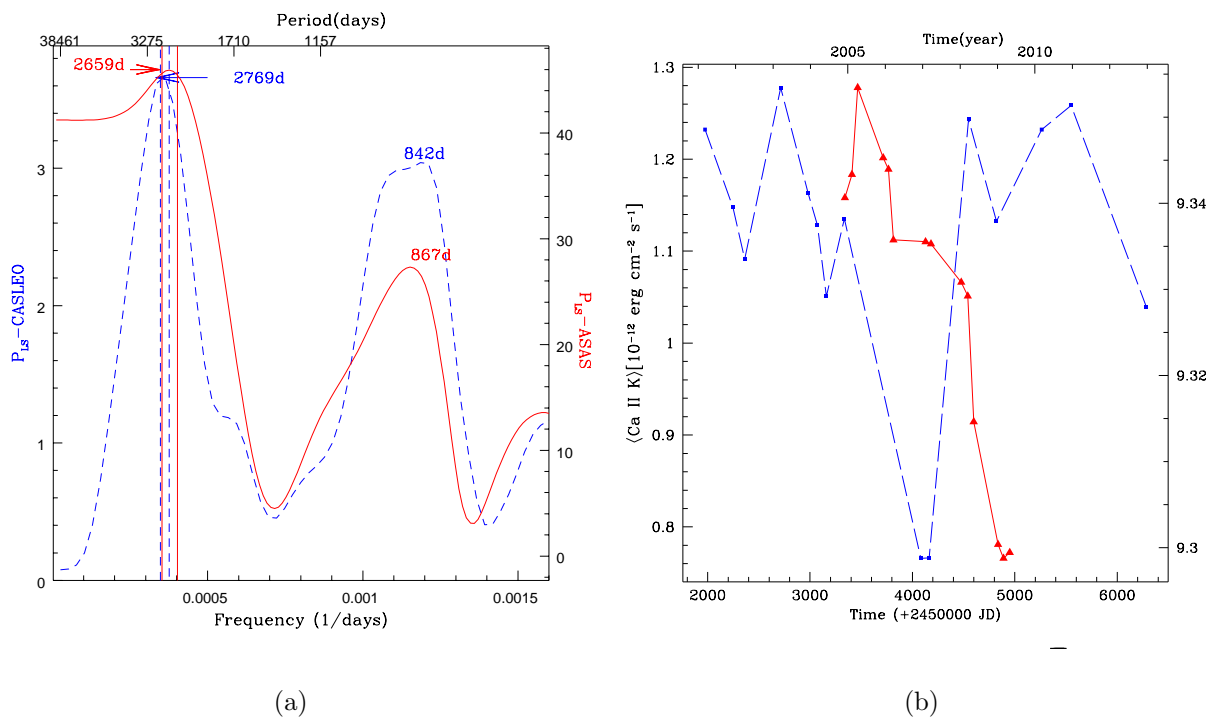 Period(days)
38461 3275 1710 1157
2659d
2769d
842d
867d
P_LS-CASLEO
P_LS-ASAS
3
2
1
0
40
30
20
10
0
0.0005 0.001 0.0015
Frequency (1/days)
(a)
Time(year)
2005 2010
⟨Ca II K⟩[10⁻¹² erg cm⁻² s⁻¹]
1.3
1.2
1.1
1
0.9
0.8
9.34
9.32
9.3
2000 3000 4000 5000 6000
Time (+2450000 JD)
(b)